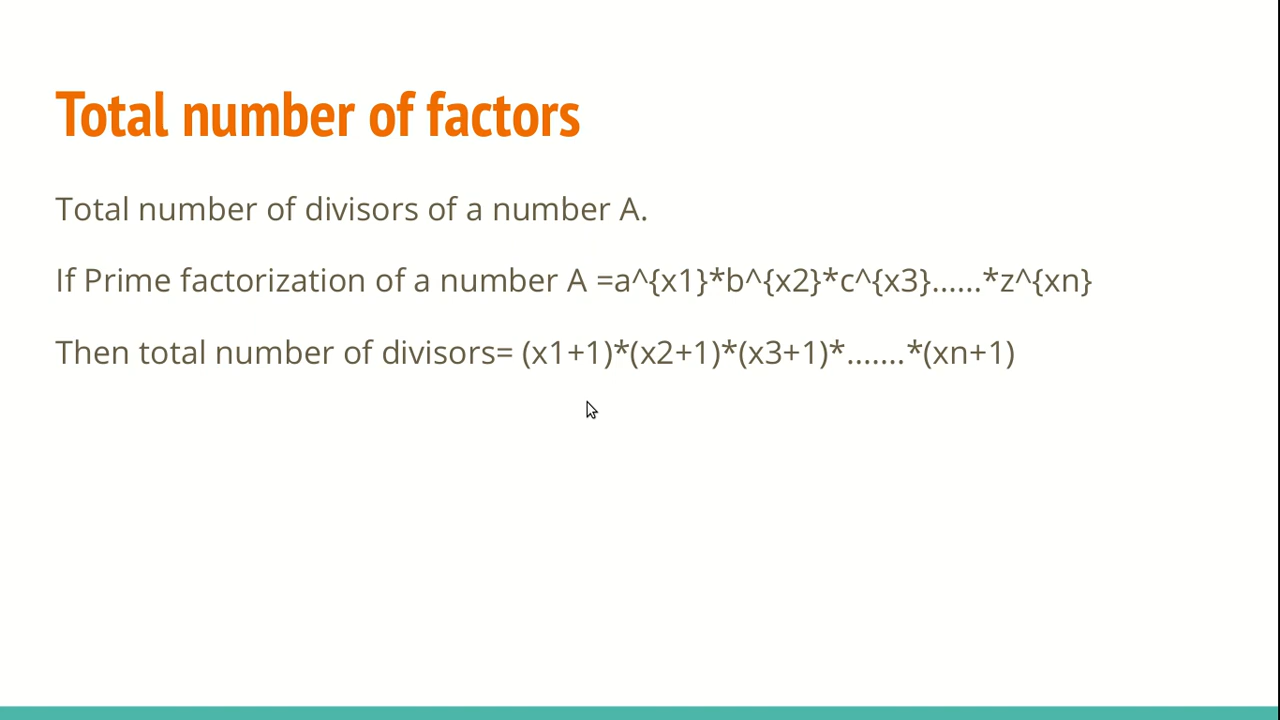 Total number of factors
Total number of divisors of a number A.
If Prime factorization of a number A =a^{x1}*b^{x2}*c^{x3}......*z^{xn}
Then total number of divisors= (x1+1)*(x2+1)*(x3+1)*.......*(xn+1)